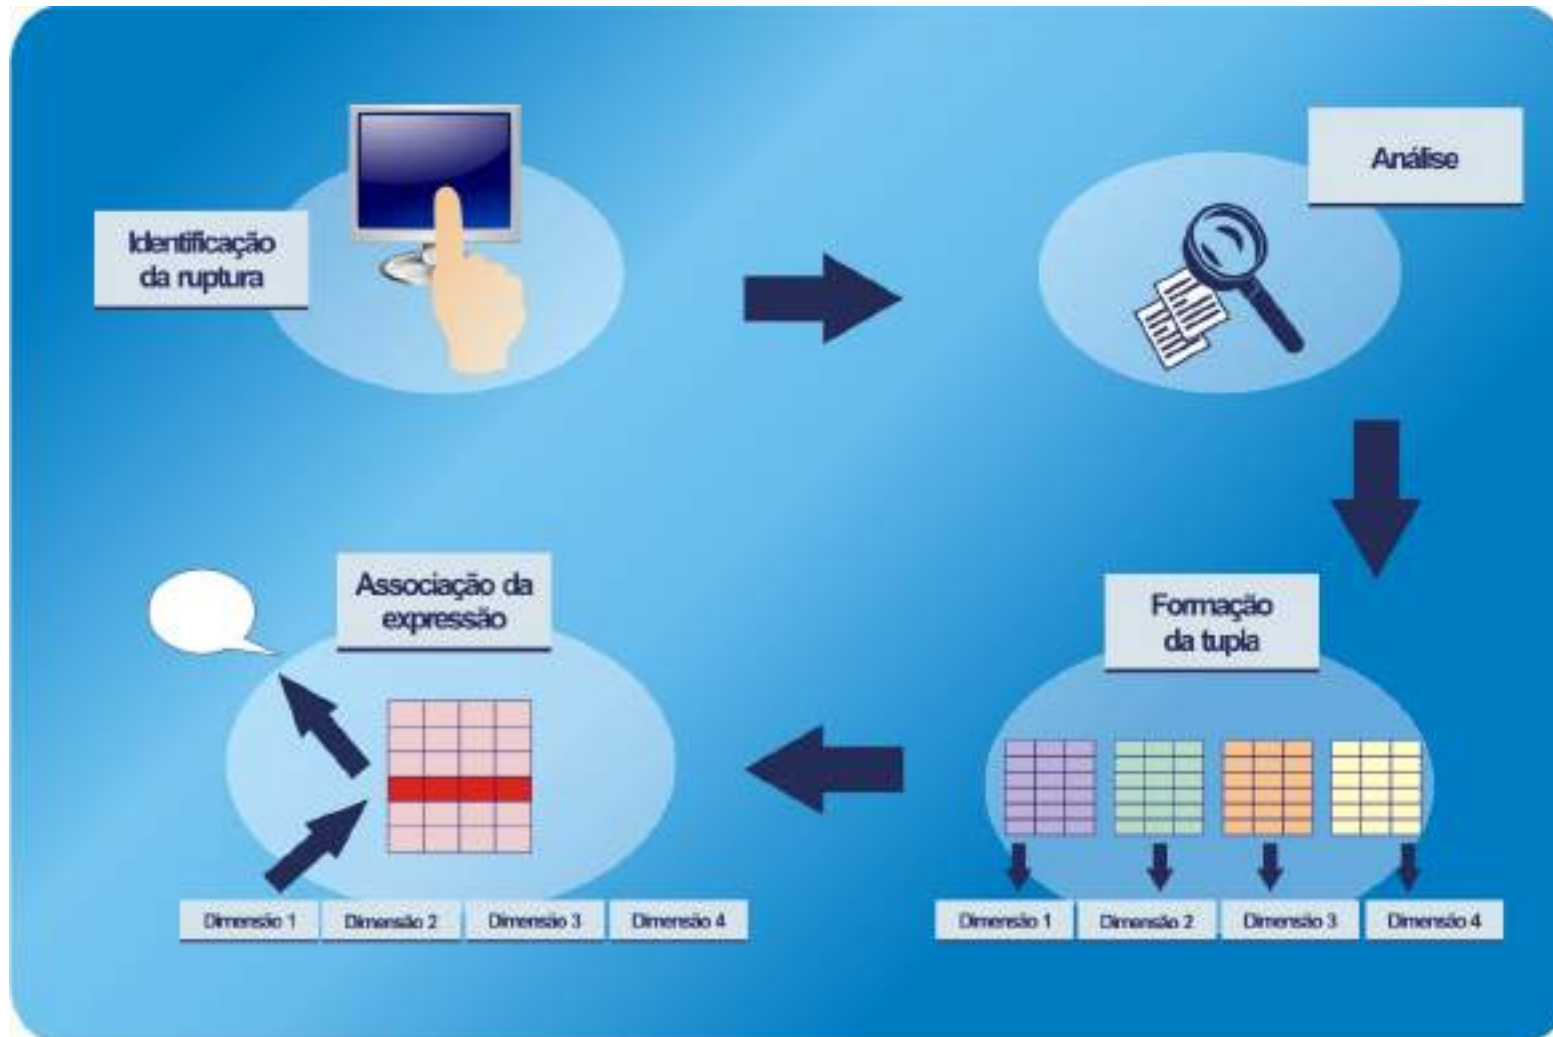 Identificação
da ruptura
Análise
Associação da
expressão
Formação
da tupla
Dimensão 1
Dimensão 2
Dimensão 3
Dimensão 4
Dimensão 1
Dimensão 2
Dimensão 3
Dimensão 4